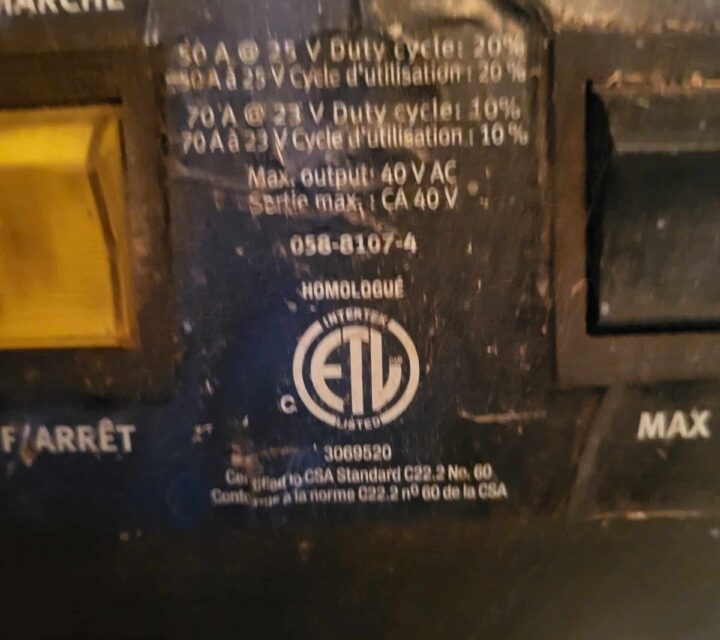 MARCHE
50 A @ 25 V Duty cycle: 20%
50 A à 25 V Cycle d'utilisation : 20 %
70 A @ 23 V Duty cycle: 10%
70 A à 23 V Cycle d'utilisation : 10 %
Max. output: 40 V AC
Sortie max. : CA 40 V
058-8107-4
HOMOLOGUÉ
INTERTEK
ETL
C
LISTED
F/ARRÊT
MAX
3069520
Certified to CSA Standard C22.2 No. 60
Conforme à la norme C22.2 nº 60 de la CSA